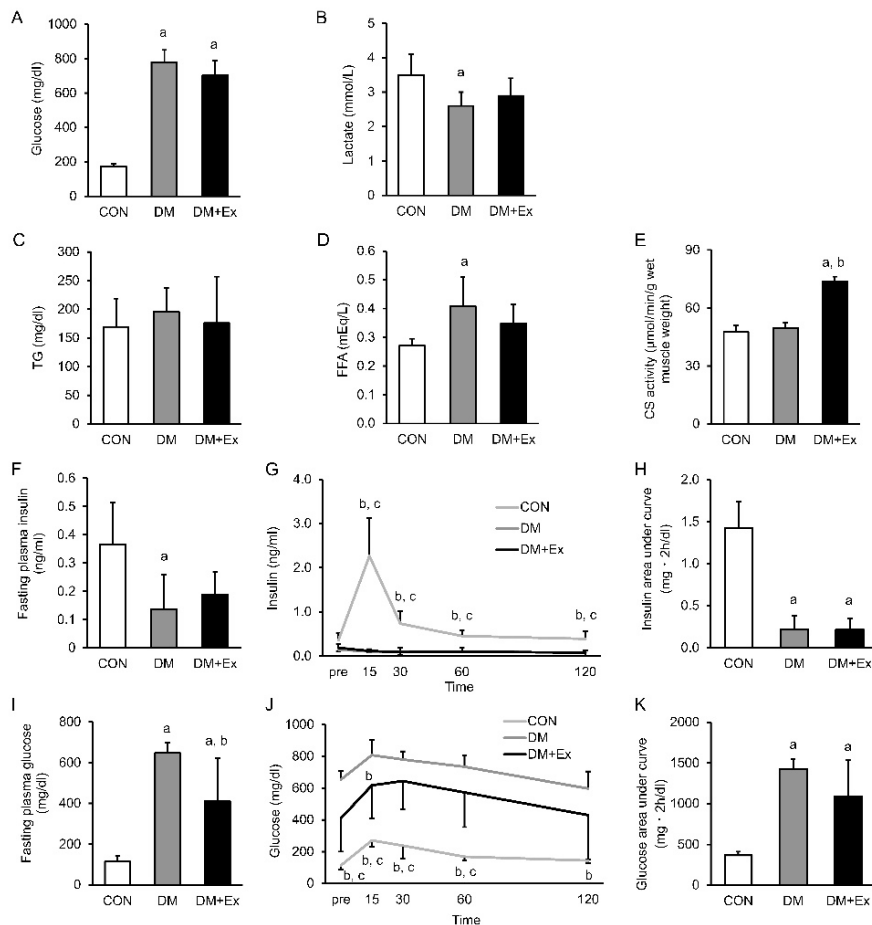 A
Glucose (mg/dl)
1000
800
600
400
200
0
a
a
CON
DM
DM+Ex
B
Lactate (mmol/L)
5
4
3
2
1
0
a
CON
DM
DM+Ex
C
TG (mg/dl)
300
250
200
150
100
50
0
CON
DM
DM+Ex
D
FFA (mEq/L)
0.6
0.5
0.4
0.3
0.2
0.1
0.0
a
CON
DM
DM+Ex
E
CS activity (μmol/min/g wet
muscle weight)
90
60
30
0
a, b
CON
DM
DM+Ex
F
Fasting plasma insulin
(ng/ml)
0.6
0.5
0.4
0.3
0.2
0.1
0
a
CON
DM
DM+Ex
G
Insulin (ng/ml)
4.0
3.0
2.0
1.0
0.0
b, c
b, c
b, c
b, c
CON
DM
DM+Ex
pre
15
30
60
120
Time
H
Insulin area under curve
(mg・2h/dl)
2.0
1.5
1.0
0.5
0.0
a
a
CON
DM
DM+Ex
I
Fasting plasma glucose
(mg/dl)
800
600
400
200
0
a
a, b
CON
DM
DM+Ex
J
Glucose (mg/dl)
1000
800
600
400
200
0
CON
DM
DM+Ex
b
b, c
b, c
b, c
b, c
b
pre
15
30
60
120
Time
K
Glucose area under curve
(mg・2h/dl)
2000
1500
1000
500
0
a
a
CON
DM
DM+Ex